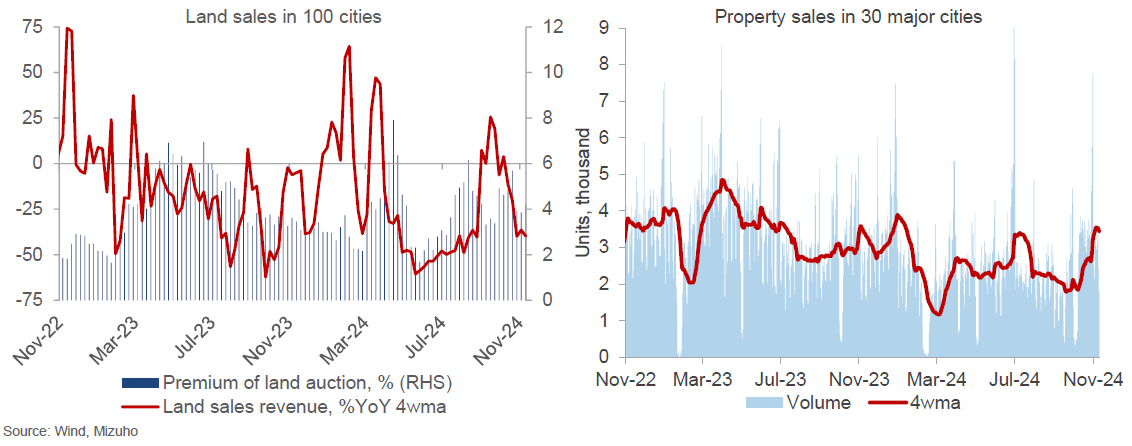 Land sales in 100 cities
75
50
25
0
-25
-50
-75
12
10
8
6
4
2
0
Nov-22
Mar-23
Jul-23
Nov-23
Mar-24
Jul-24
Nov-24
Premium of land auction, % (RHS)
Land sales revenue, %YoY 4wma
Property sales in 30 major cities
Units, thousand
9
8
7
6
5
4
3
2
1
0
Nov-22
Mar-23
Jul-23
Nov-23
Mar-24
Jul-24
Nov-24
Volume
4wma
Source: Wind, Mizuho